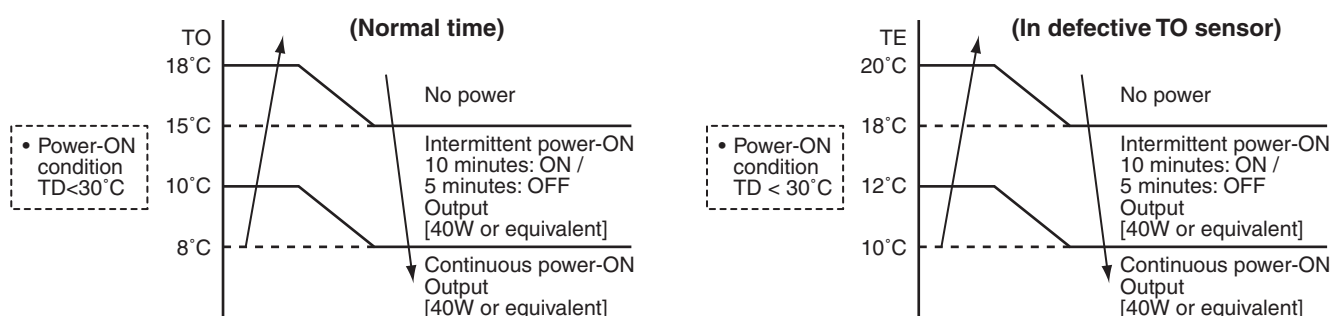 (Normal time)
TO
18˚C
No power
15˚C
• Power-ON
condition
TD<30˚C
Intermittent power-ON
10 minutes: ON /
5 minutes: OFF
Output
[40W or equivalent]
10˚C
8˚C
Continuous power-ON
Output
[40W or equivalent]
(In defective TO sensor)
TE
20˚C
No power
18˚C
• Power-ON
condition
TD < 30˚C
Intermittent power-ON
10 minutes: ON /
5 minutes: OFF
Output
[40W or equivalent]
12˚C
10˚C
Continuous power-ON
Output
[40W or equivalent]